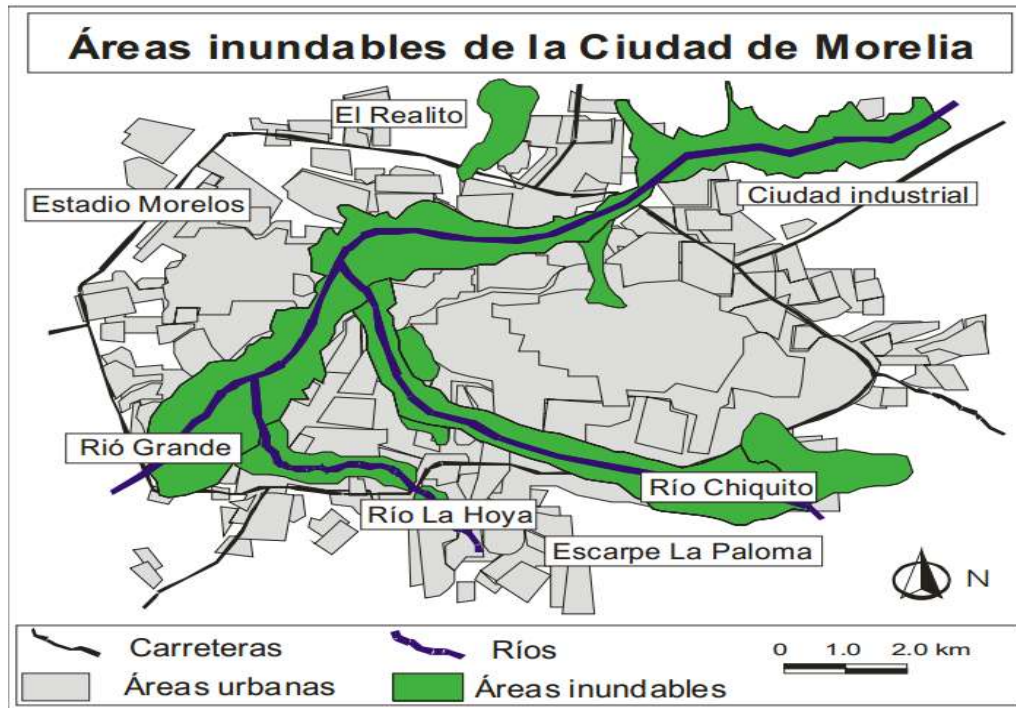 Áreas inundables de la Ciudad de Morelia
El Realito
Estadio Morelos
Ciudad industrial
Rió Grande
Río Chiquito
Río La Hoya
Escarpe La Paloma
N
Carreteras
Ríos
0 1.0 2.0 km
Áreas urbanas
Áreas inundables